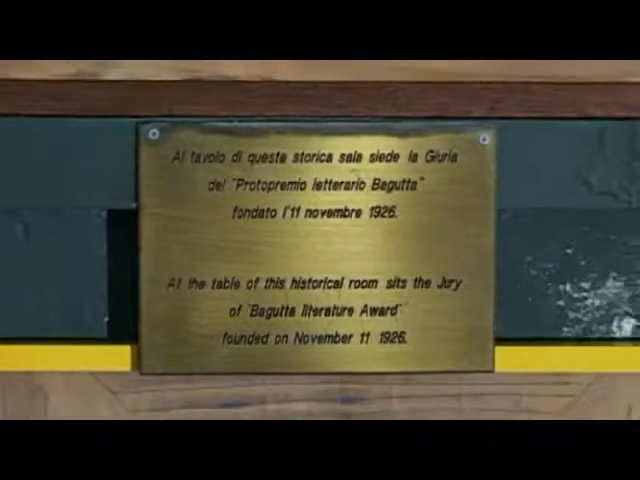 Al tavolo di questa storica sala siede la Giuria
del "Protopremio letterario Bagutta"
fondato l'11 novembre 1926.
At the table of this historical room sits the Jury
of "Bagutta literature Award"
founded on November 11 1926.